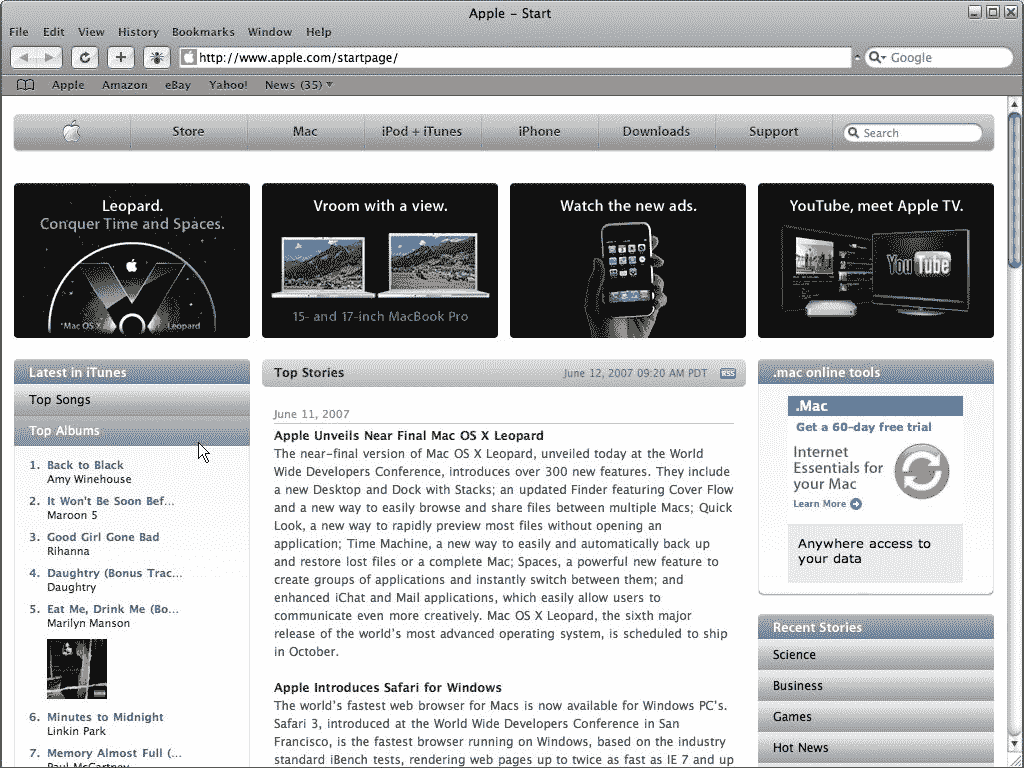 Apple – Start
File Edit View History Bookmarks Window Help
http://www.apple.com/startpage/
Google
Apple Amazon eBay Yahoo! News (35)
Store Mac iPod + iTunes iPhone Downloads Support Search
Leopard.
Conquer Time and Spaces.
Mac OS X Leopard
Vroom with a view.
15- and 17-inch MacBook Pro
Watch the new ads.
YouTube, meet Apple TV.
YouTube
Latest in iTunes
Top Songs
Top Albums
1. Back to Black
Amy Winehouse
2. It Won't Be Soon Bef...
Maroon 5
3. Good Girl Gone Bad
Rihanna
4. Daughtry (Bonus Trac...
Daughtry
5. Eat Me, Drink Me (Bo...
Marilyn Manson
6. Minutes to Midnight
Linkin Park
7. Memory Almost Full (...
Paul McCartney
Top Stories
June 12, 2007 09:20 AM PDT RSS
June 11, 2007
Apple Unveils Near Final Mac OS X Leopard
The near-final version of Mac OS X Leopard, unveiled today at the World
Wide Developers Conference, introduces over 300 new features. They include
a new Desktop and Dock with Stacks; an updated Finder featuring Cover Flow
and a new way to easily browse and share files between multiple Macs; Quick
Look, a new way to rapidly preview most files without opening an
application; Time Machine, a new way to easily and automatically back up
and restore lost files or a complete Mac; Spaces, a powerful new feature to
create groups of applications and instantly switch between them; and
enhanced iChat and Mail applications, which easily allow users to
communicate even more creatively. Mac OS X Leopard, the sixth major
release of the world's most advanced operating system, is scheduled to ship
in October.
Apple Introduces Safari for Windows
The world's fastest web browser for Macs is now available for Windows PC's.
Safari 3, introduced at the World Wide Developers Conference in San
Francisco, is the fastest browser running on Windows, based on the industry
standard iBench tests, rendering web pages up to twice as fast as IE 7 and up
.mac online tools
.Mac
Get a 60-day free trial
Internet
Essentials for
your Mac
Learn More
Anywhere access to
your data
Recent Stories
Science
Business
Games
Hot News